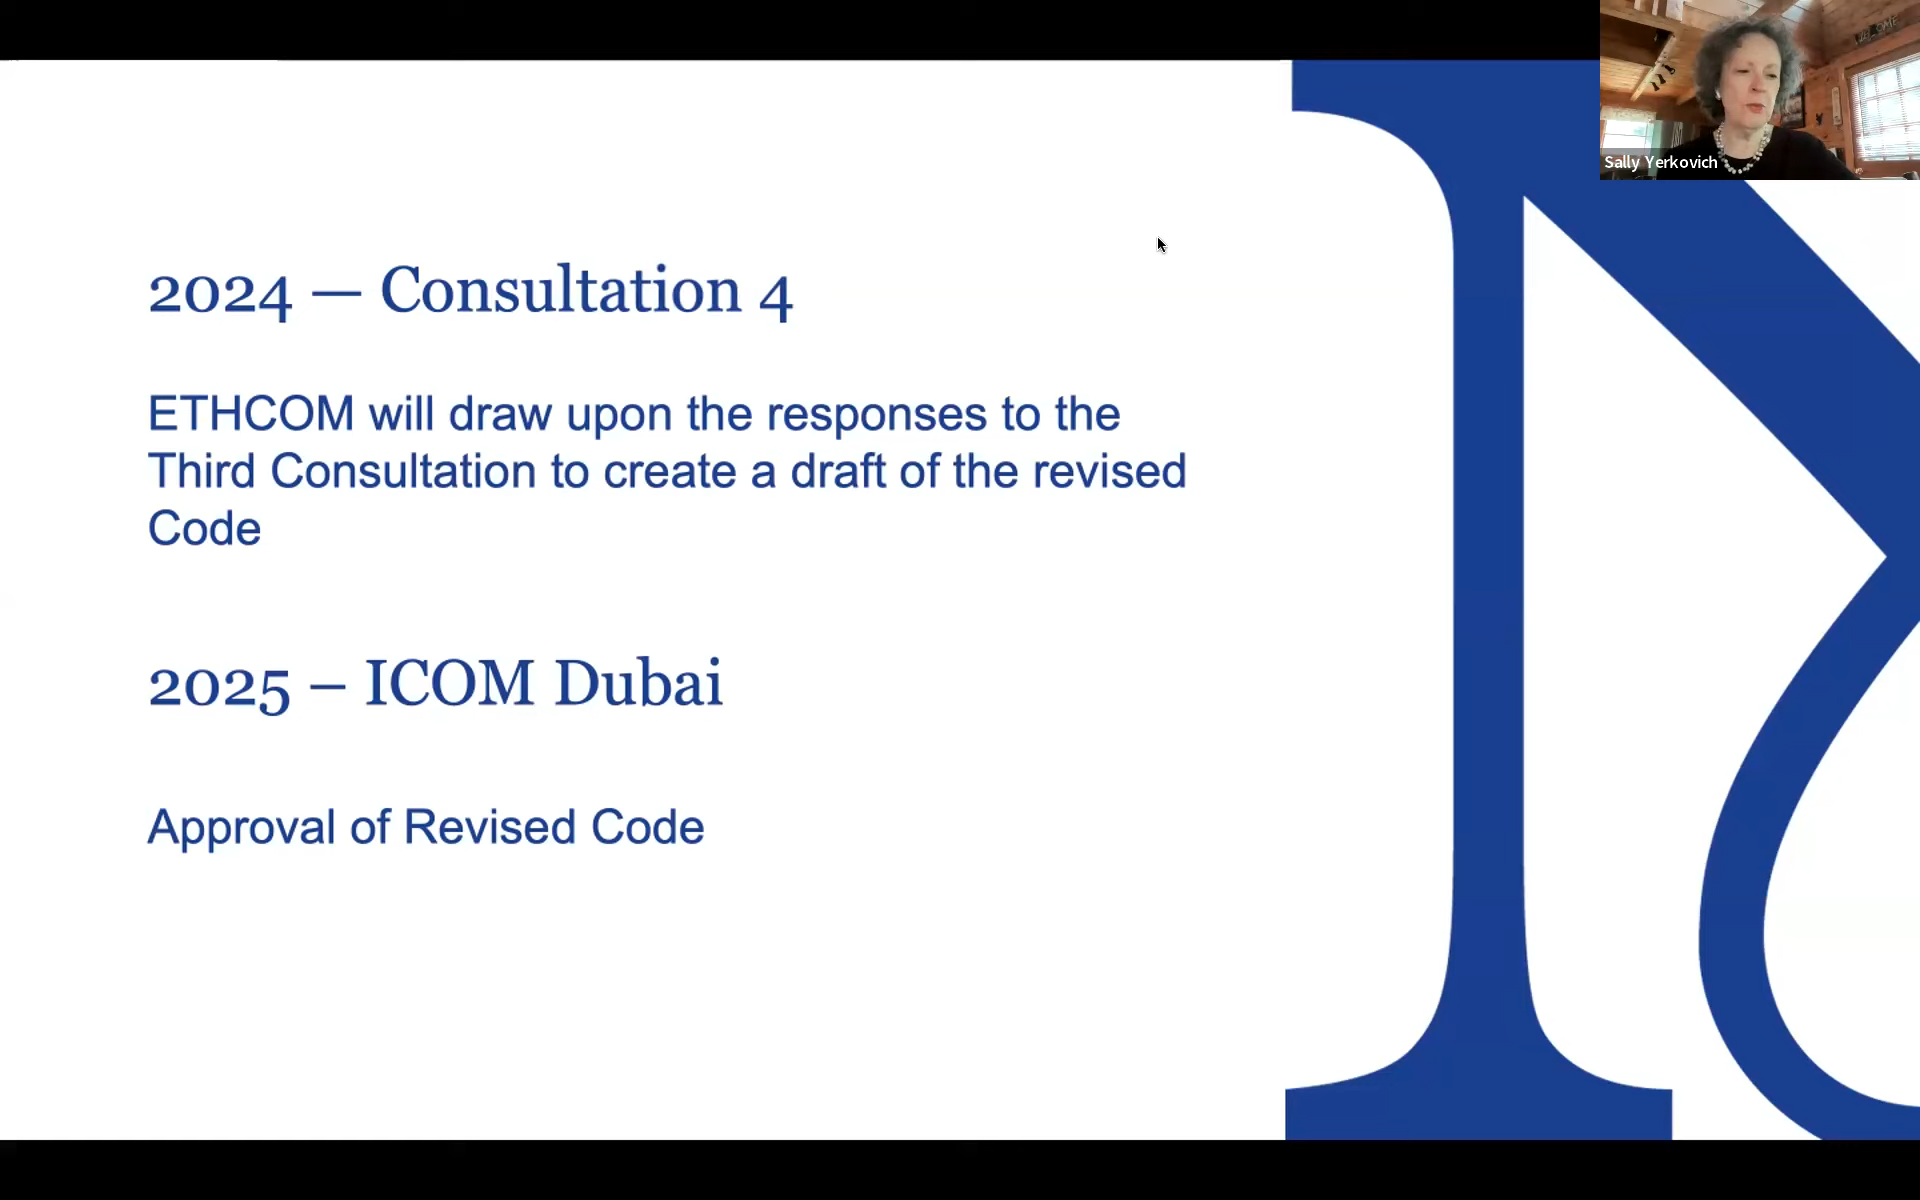 Sally Yerkovich
2024 — Consultation 4
ETHCOM will draw upon the responses to the
Third Consultation to create a draft of the revised
Code
2025 – ICOM Dubai
Approval of Revised Code